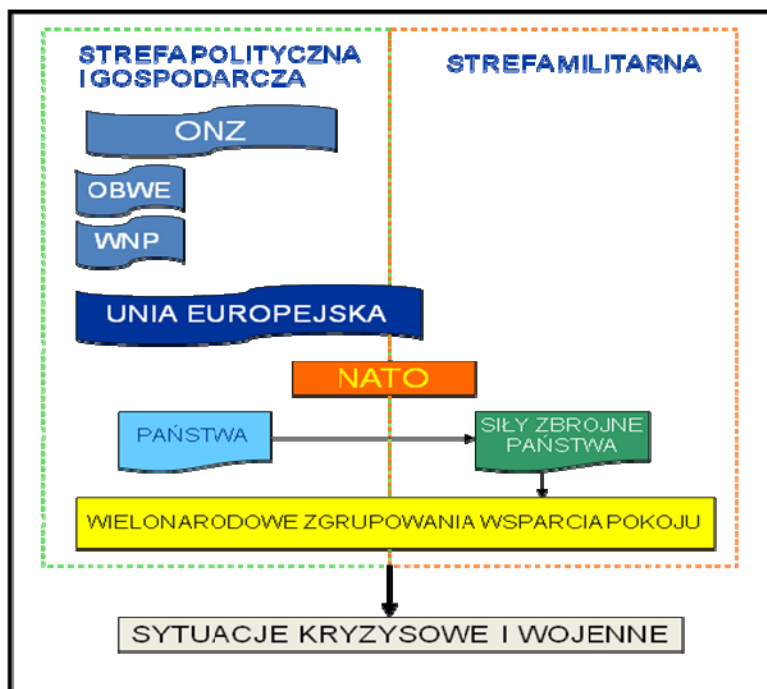 STREFA POLITYCZNA
I GOSPODARCZA
STREFA MILITARNA
ONZ
OBWE
WNP
UNIA EUROPEJSKA
NATO
PAŃSTWA
SIŁY ZBROJNE
PAŃSTWA
WIELONARODOWE ZGRUPOWANIA WSPARCIA POKOJU
SYTUACJE KRYZYSOWE I WOJENNE